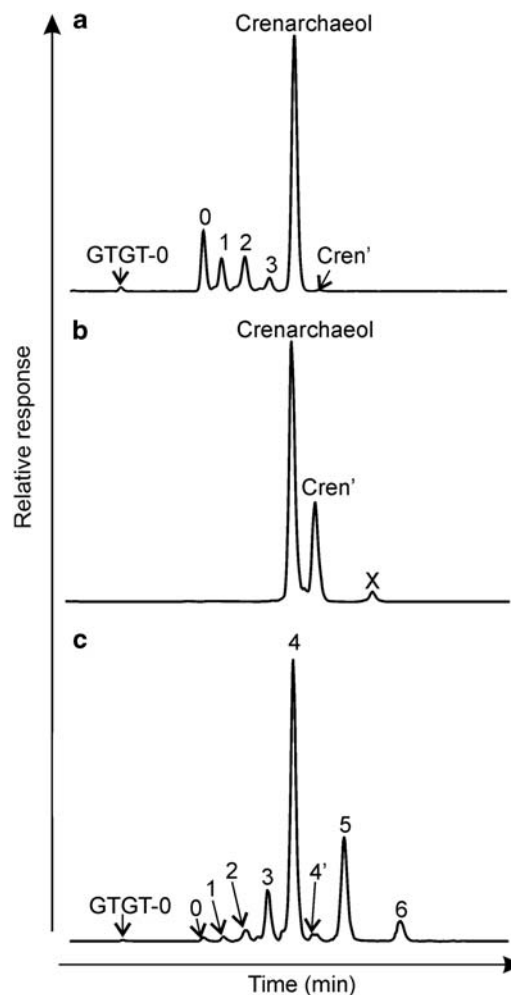 a
Crenarchaeol
0
1
2
3
GTGT-0
Cren'
b
Crenarchaeol
Cren'
X
c
4
5
3
2
4'
1
GTGT-0
0
6
Relative response
Time (min)